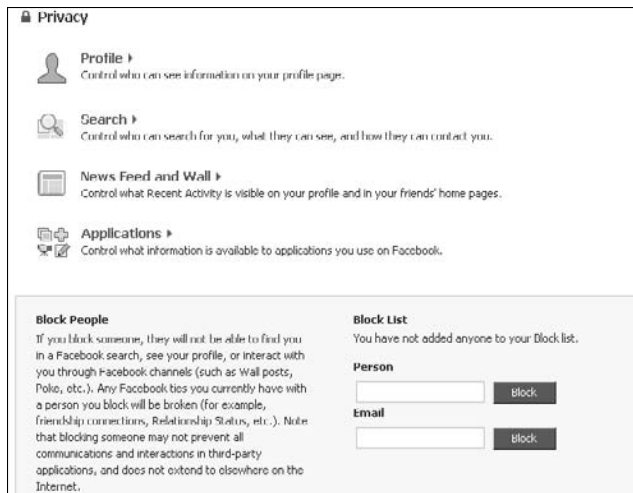 Privacy
Profile
Control who can see information on your profile page.
Search
Control who can search for you, what they can see, and how they can contact you.
News Feed and Wall
Control what Recent Activity is visible on your profile and in your friends' home pages.
Applications
Control what information is available to applications you use on Facebook.
Block People
If you block someone, they will not be able to find you
in a Facebook search, see your profile, or interact with
you through Facebook channels (such as Wall posts,
Poke, etc.). Any Facebook ties you currently have with
a person you block will be broken (for example,
friendship connections, Relationship Status, etc.). Note
that blocking someone may not prevent all
communications and interactions in third-party
applications, and does not extend to elsewhere on the
Internet.
Block List
You have not added anyone to your Block list.
Person
Block
Email
Block